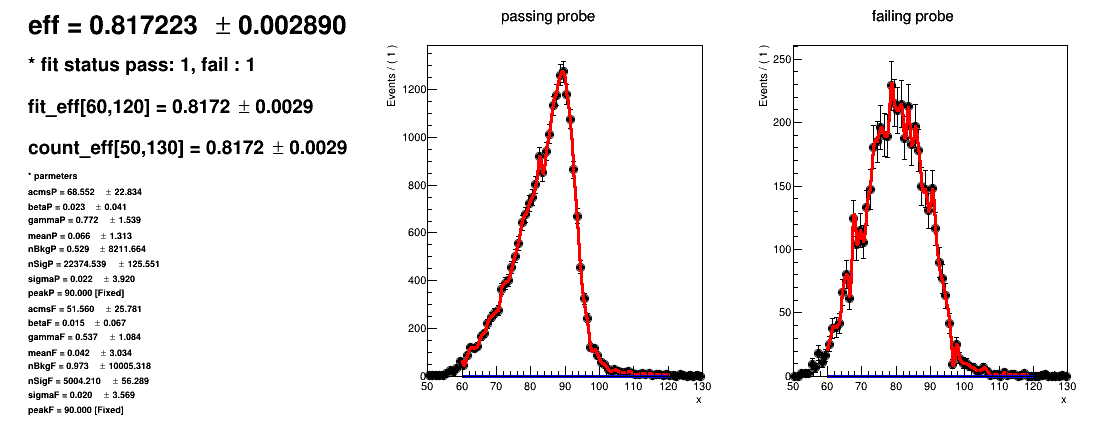 eff = 0.817223 ± 0.002890
* fit status pass: 1, fail : 1
fit_eff[60,120] = 0.8172 ± 0.0029
count_eff[50,130] = 0.8172 ± 0.0029
* parmeters
acmsP = 68.552 ± 22.834
betaP = 0.023 ± 0.041
gammaP = 0.772 ± 1.539
meanP = 0.066 ± 1.313
nBkgP = 0.529 ± 8211.664
nSigP = 22374.539 ± 125.551
sigmaP = 0.022 ± 3.920
peakP = 90.000 [Fixed]
acmsF = 51.560 ± 25.781
betaF = 0.015 ± 0.067
gammaF = 0.537 ± 1.084
meanF = 0.042 ± 3.034
nBkgF = 0.973 ± 10005.318
nSigF = 5004.210 ± 56.289
sigmaF = 0.020 ± 3.569
peakF = 90.000 [Fixed]
passing probe
Events / ( 1 )
1200
1000
800
600
400
200
0
50 60 70 80 90 100 110 120 130
x
failing probe
Events / ( 1 )
250
200
150
100
50
0
50 60 70 80 90 100 110 120 130
x